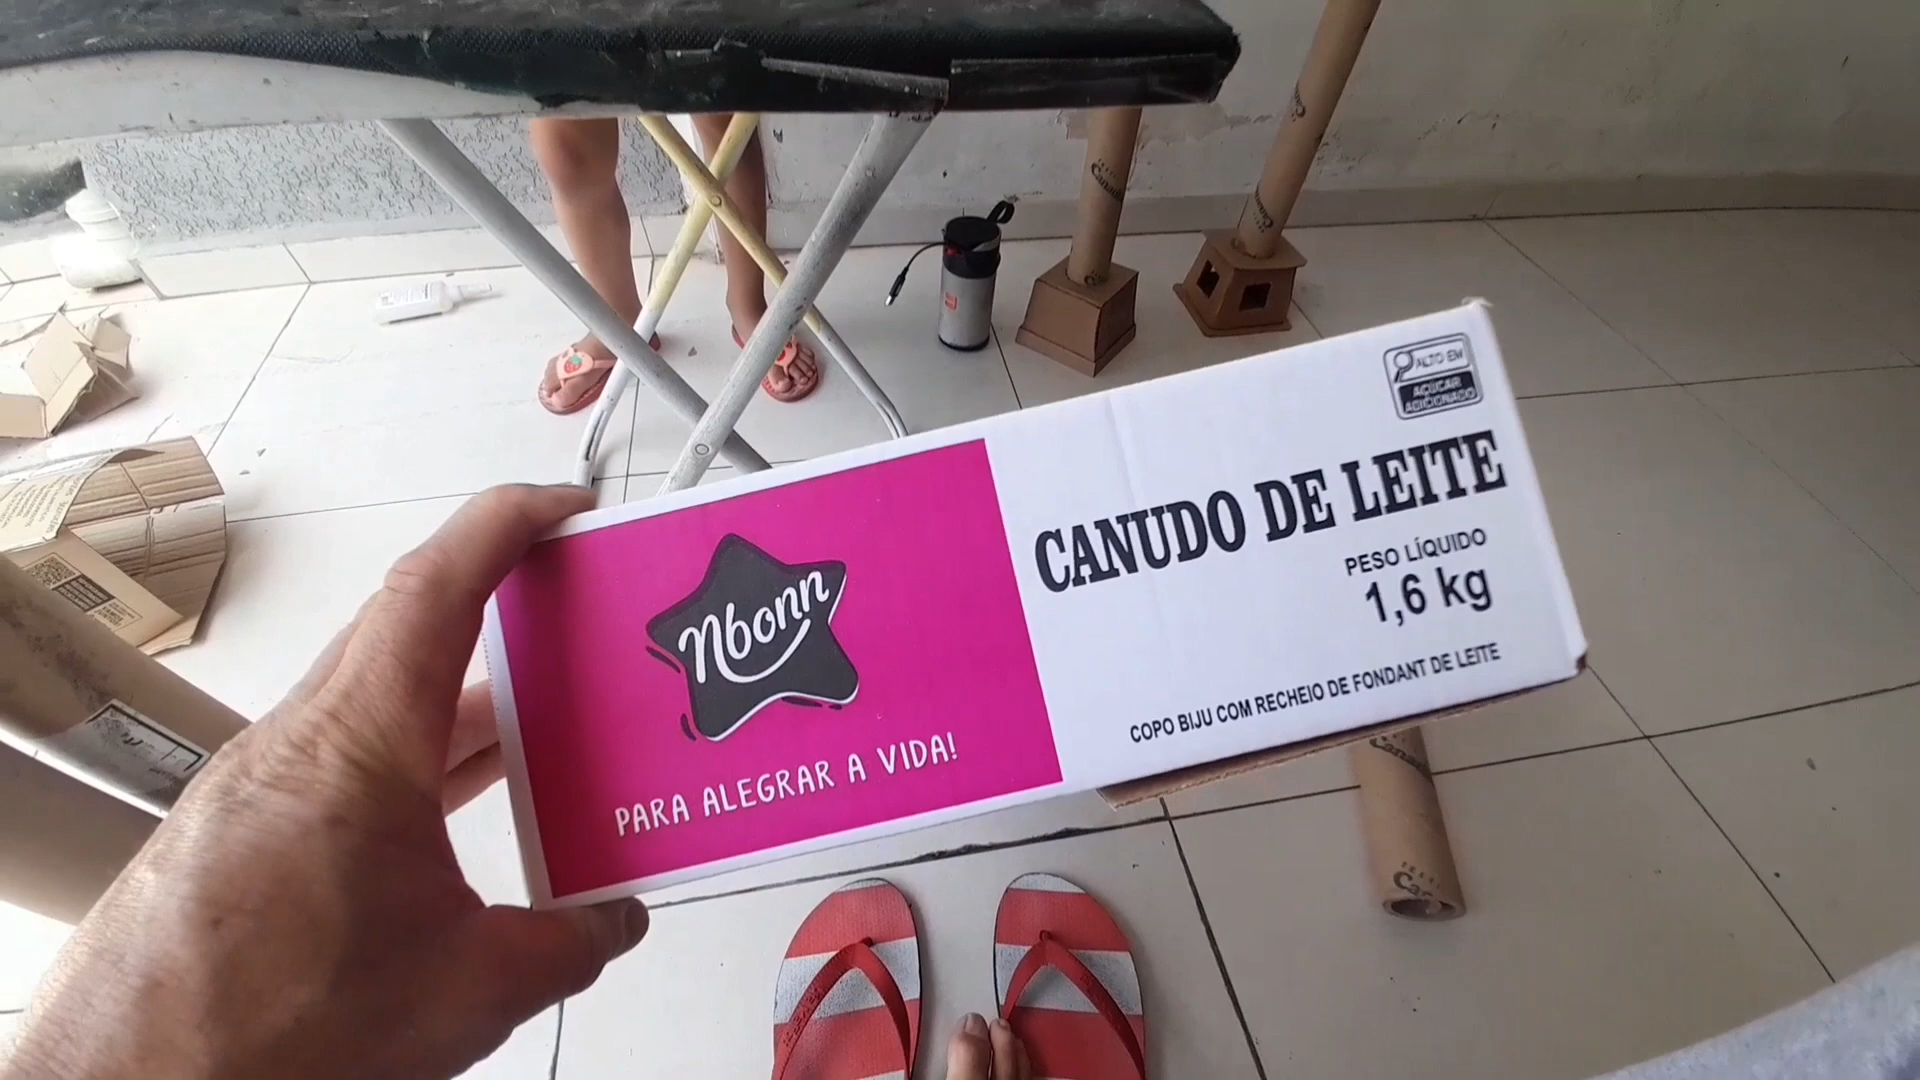 ALTO EM
AÇÚCAR
ADICIONADO
CANUDO DE LEITE
PESO LÍQUIDO
1,6 kg
COPO BIJU COM RECHEIO DE FONDANT DE LEITE
Nbonn
PARA ALEGRAR A VIDA!